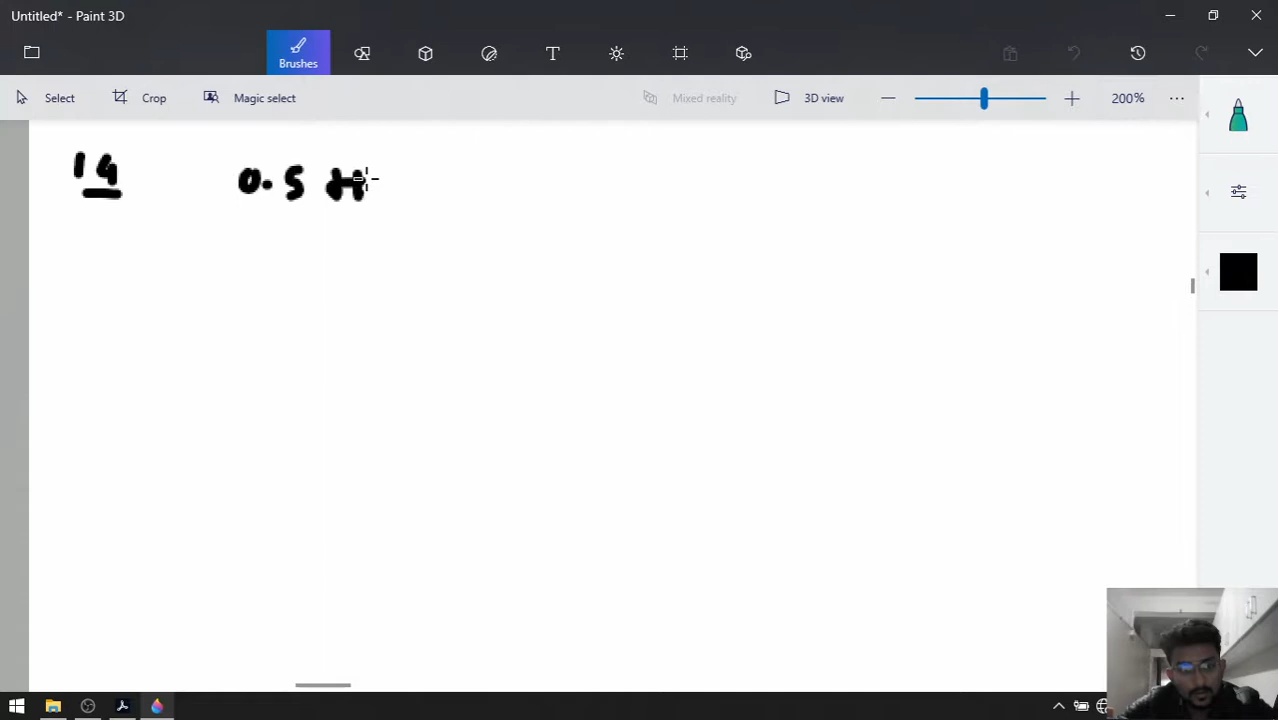 Untitled* - Paint 3D
Brushes
Select Crop Magic select Mixed reality 3D view 200%
14 0.5 H